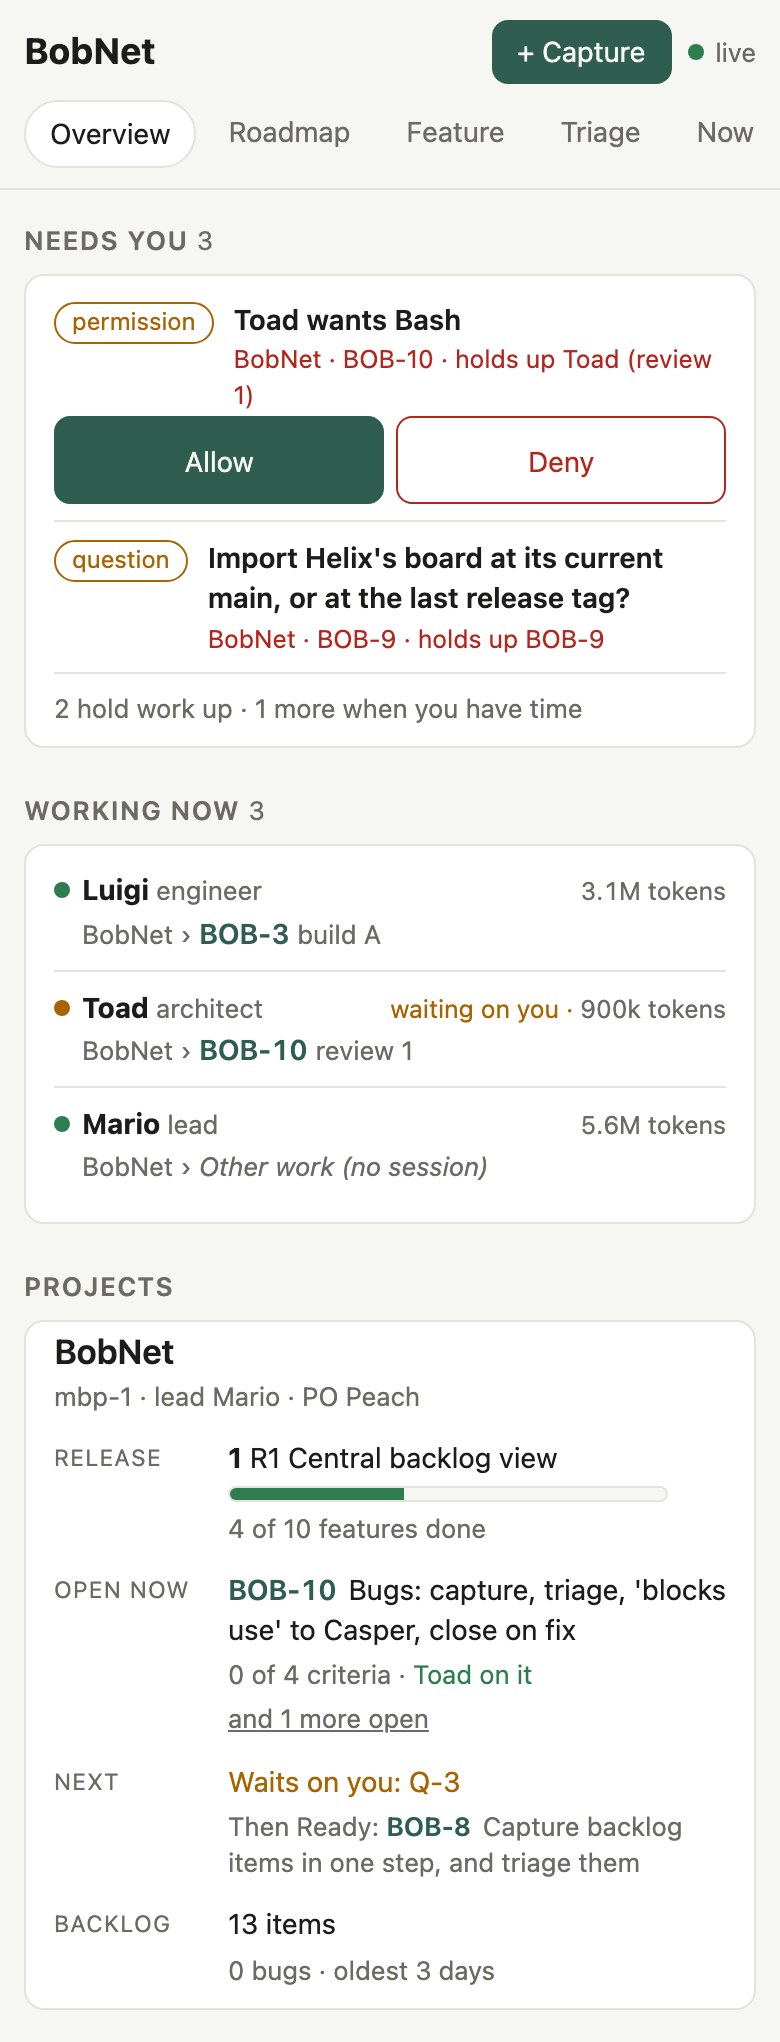 BobNet
+ Capture
live
Overview
Roadmap
Feature
Triage
Now
NEEDS YOU 3
permission
Toad wants Bash
BobNet · BOB-10 · holds up Toad (review
1)
Allow
Deny
question
Import Helix's board at its current
main, or at the last release tag?
BobNet · BOB-9 · holds up BOB-9
2 hold work up · 1 more when you have time
WORKING NOW 3
Luigi engineer
3.1M tokens
BobNet › BOB-3 build A
Toad architect
waiting on you · 900k tokens
BobNet › BOB-10 review 1
Mario lead
5.6M tokens
BobNet › Other work (no session)
PROJECTS
BobNet
mbp-1 · lead Mario · PO Peach
RELEASE
1 R1 Central backlog view
4 of 10 features done
OPEN NOW
BOB-10 Bugs: capture, triage, 'blocks
use' to Casper, close on fix
0 of 4 criteria · Toad on it
and 1 more open
NEXT
Waits on you: Q-3
Then Ready: BOB-8 Capture backlog
items in one step, and triage them
BACKLOG
13 items
0 bugs · oldest 3 days